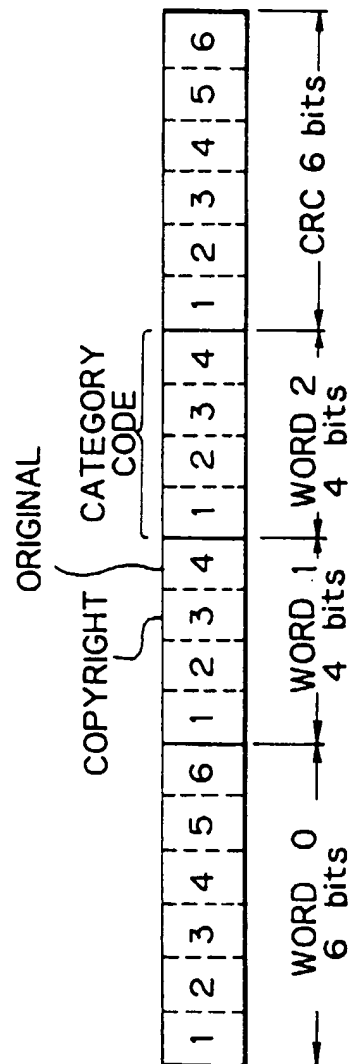 ORIGINAL
COPYRIGHT
CATEGORY
CODE
1 2 3 4 5 6 1 2 3 4 1 2 3 4 1 2 3 4 5 6
WORD 0
6 bits
WORD 1
4 bits
WORD 2
4 bits
CRC 6 bits